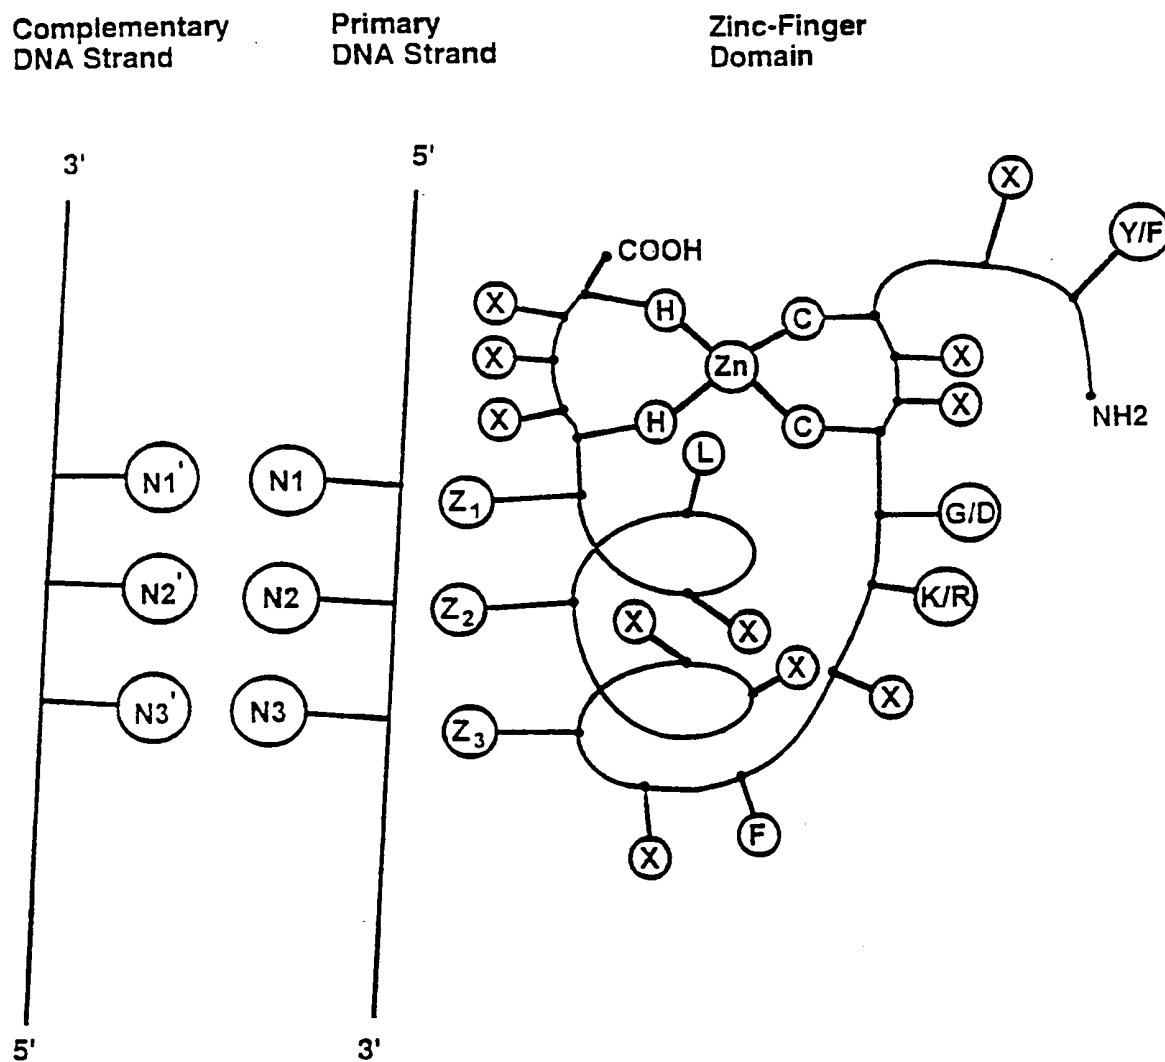 Complementary
DNA Strand
Primary
DNA Strand
Zinc-Finger
Domain
3'
5'
X
Y/F
COOH
X
H
C
X
Zn
X
X
X
H
C
NH2
L
N1'
N1
Z1
G/D
N2'
N2
Z2
K/R
X
X
X
X
N3'
N3
Z3
F
X
5'
3'